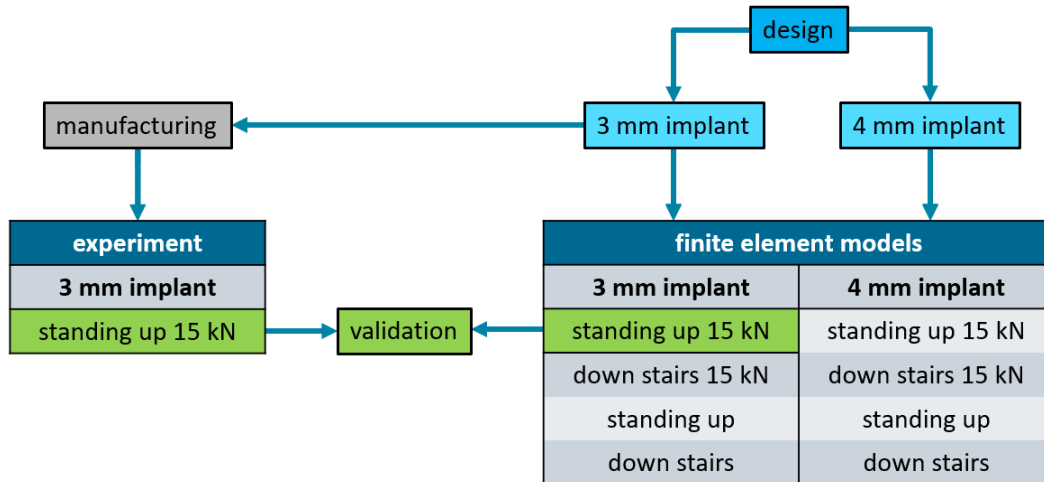 design
manufacturing
3 mm implant
4 mm implant
experiment
3 mm implant
standing up 15 kN
validation
finite element models
3 mm implant
4 mm implant
standing up 15 kN
standing up 15 kN
down stairs 15 kN
down stairs 15 kN
standing up
standing up
down stairs
down stairs